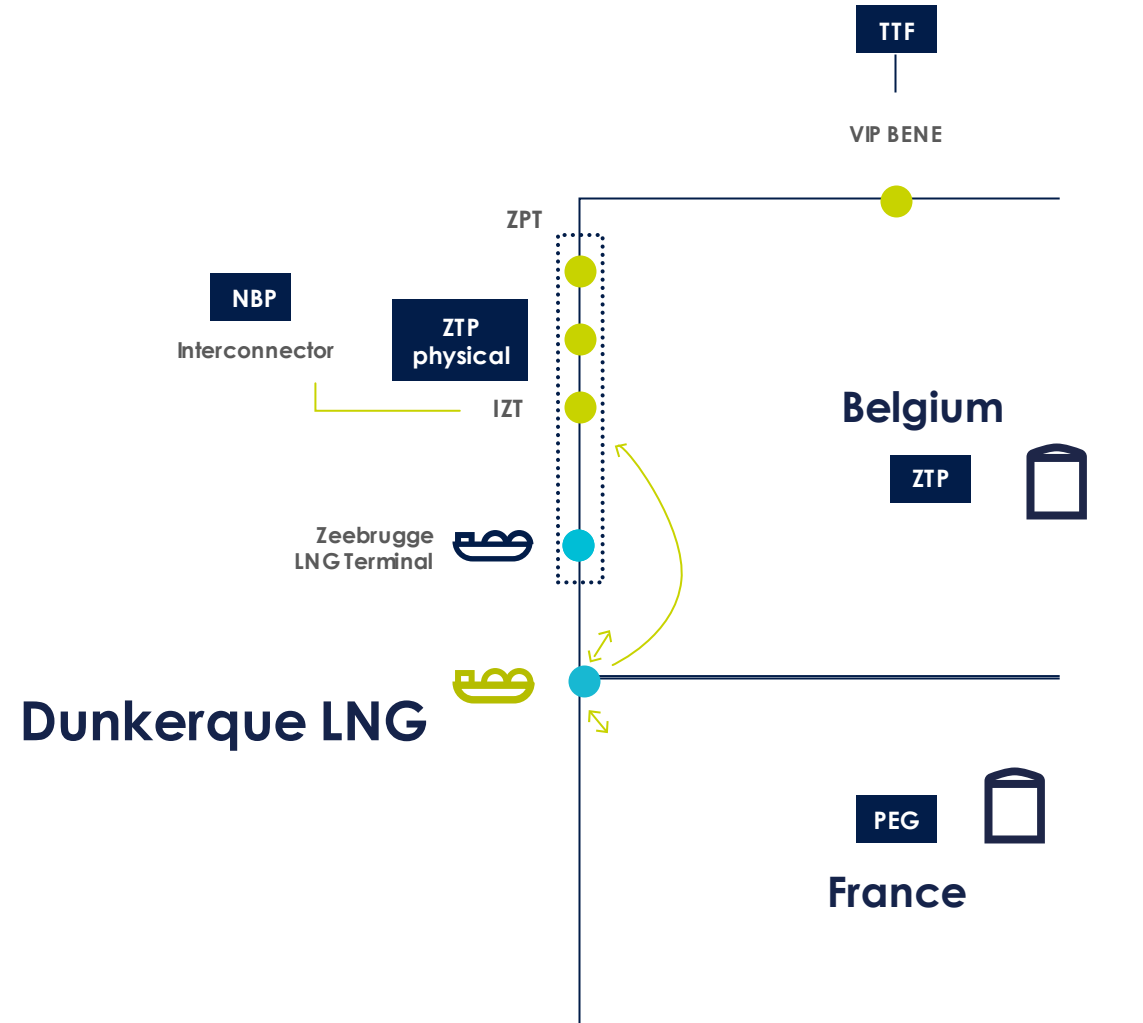 TTF
VIP BENE
ZPT
NBP
Interconnector
ZTP
physical
IZT
Belgium
ZTP
Zeebrugge
LNG Terminal
Dunkerque LNG
PEG
France